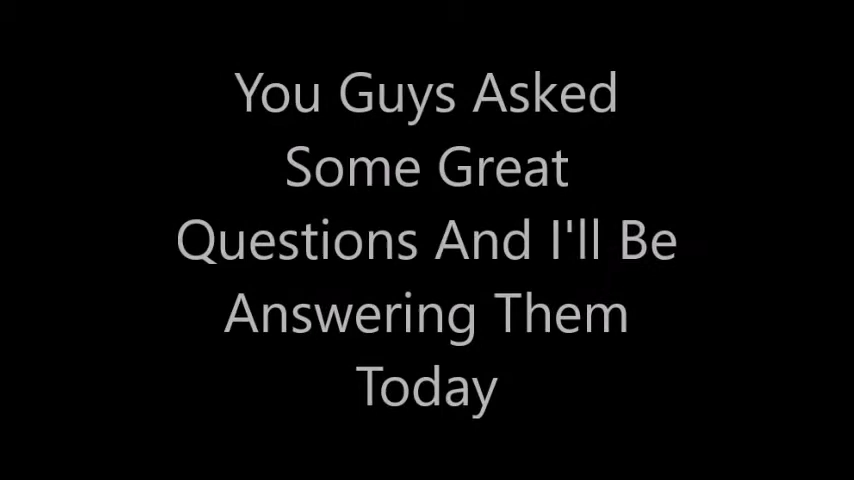 You Guys Asked
Some Great
Questions And I'll Be
Answering Them
Today